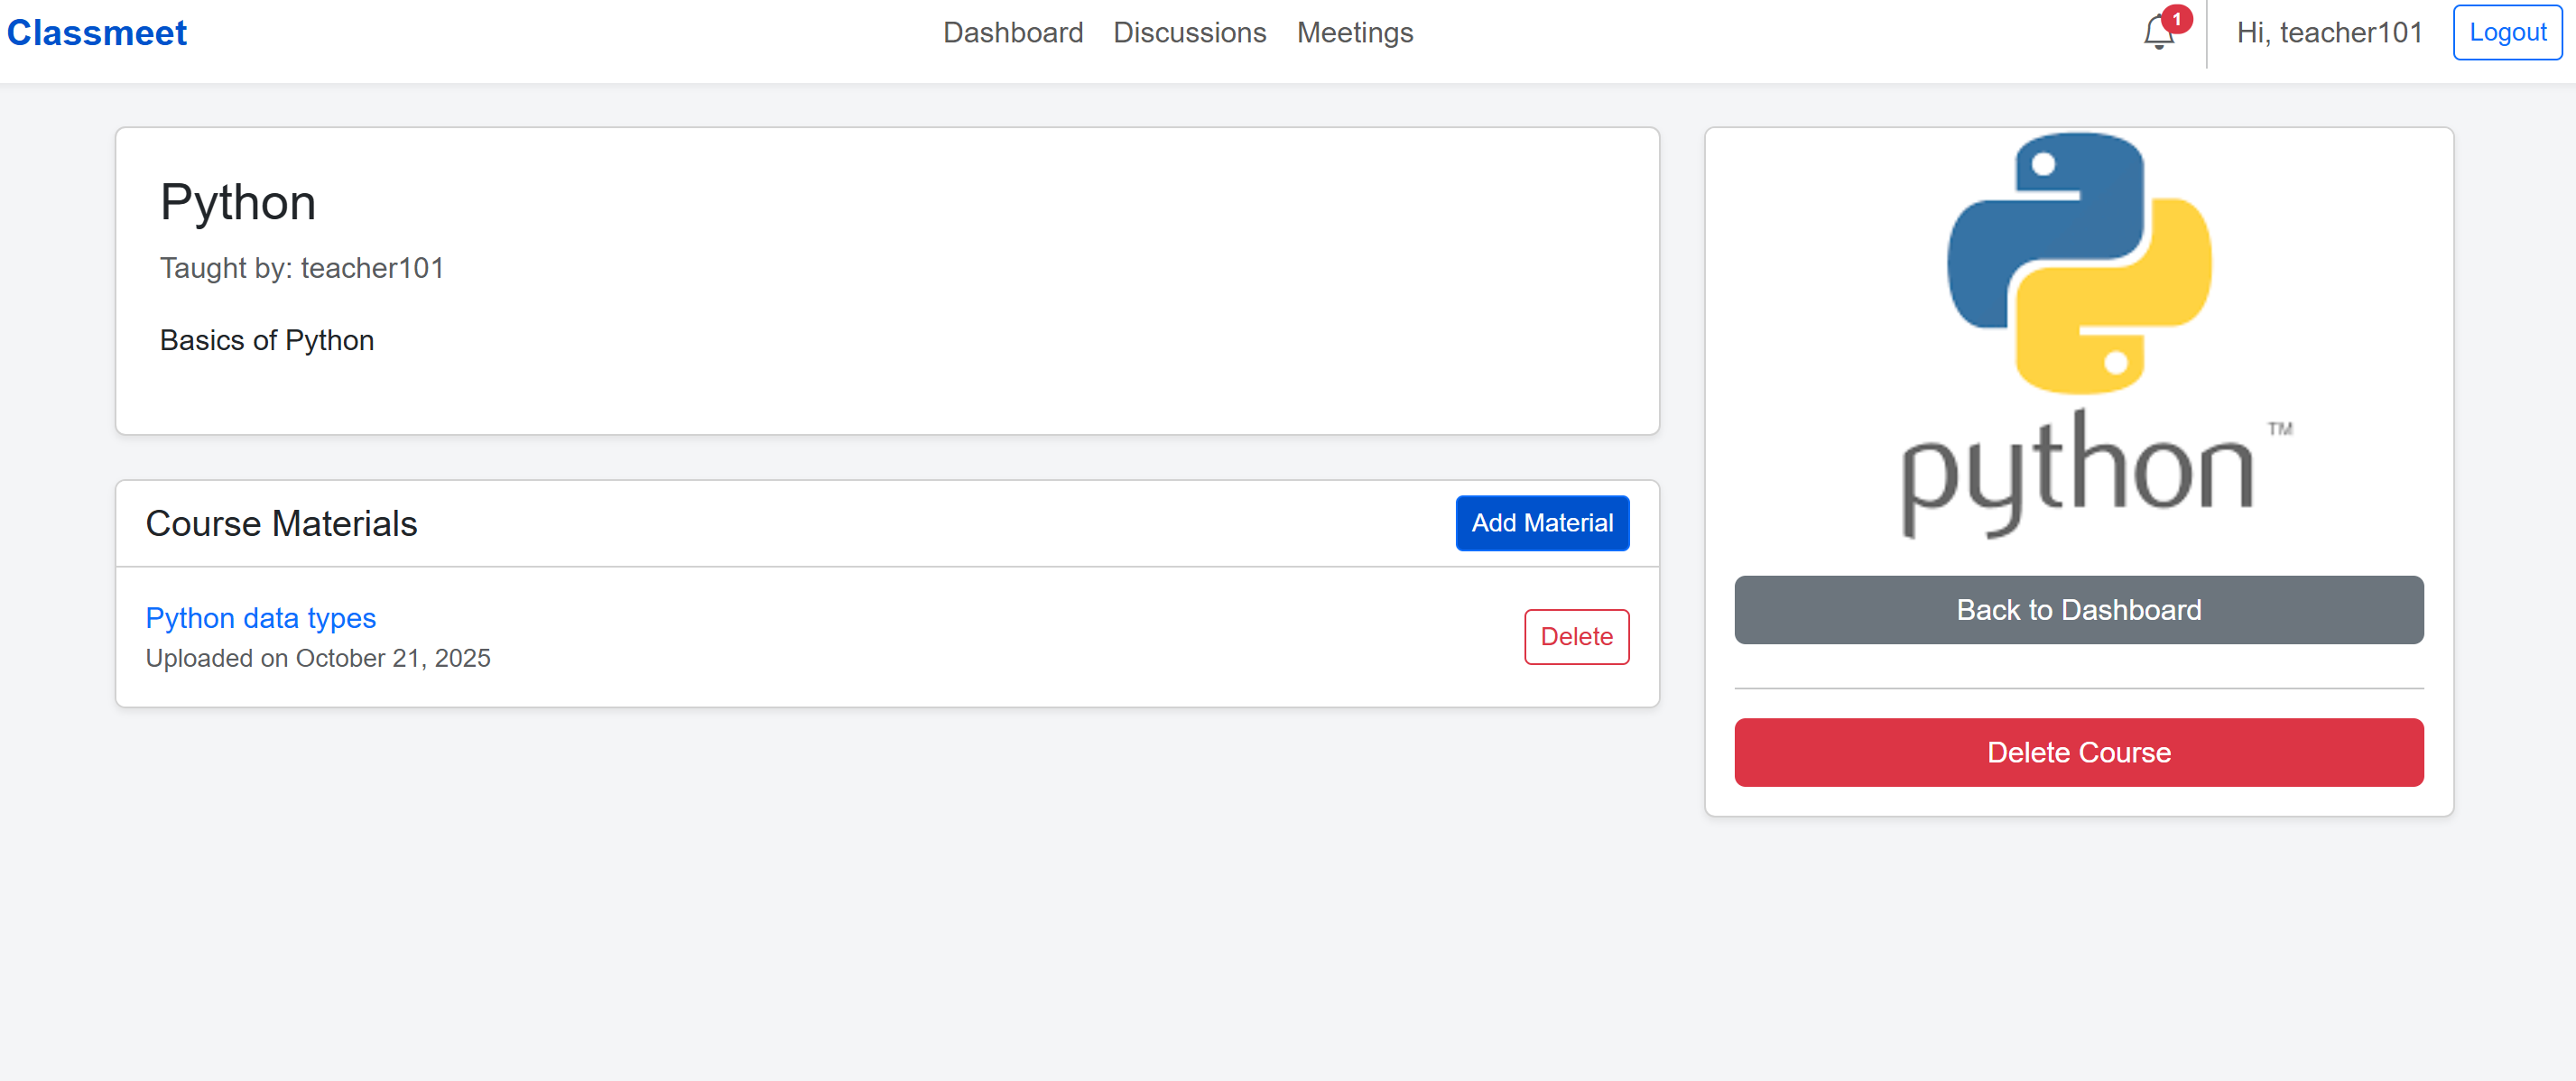 Classmeet
Dashboard Discussions Meetings
1
Hi, teacher101
Logout
Python
Taught by: teacher101
Basics of Python
Course Materials
Add Material
Python data types
Uploaded on October 21, 2025
Delete
python™
Back to Dashboard
Delete Course